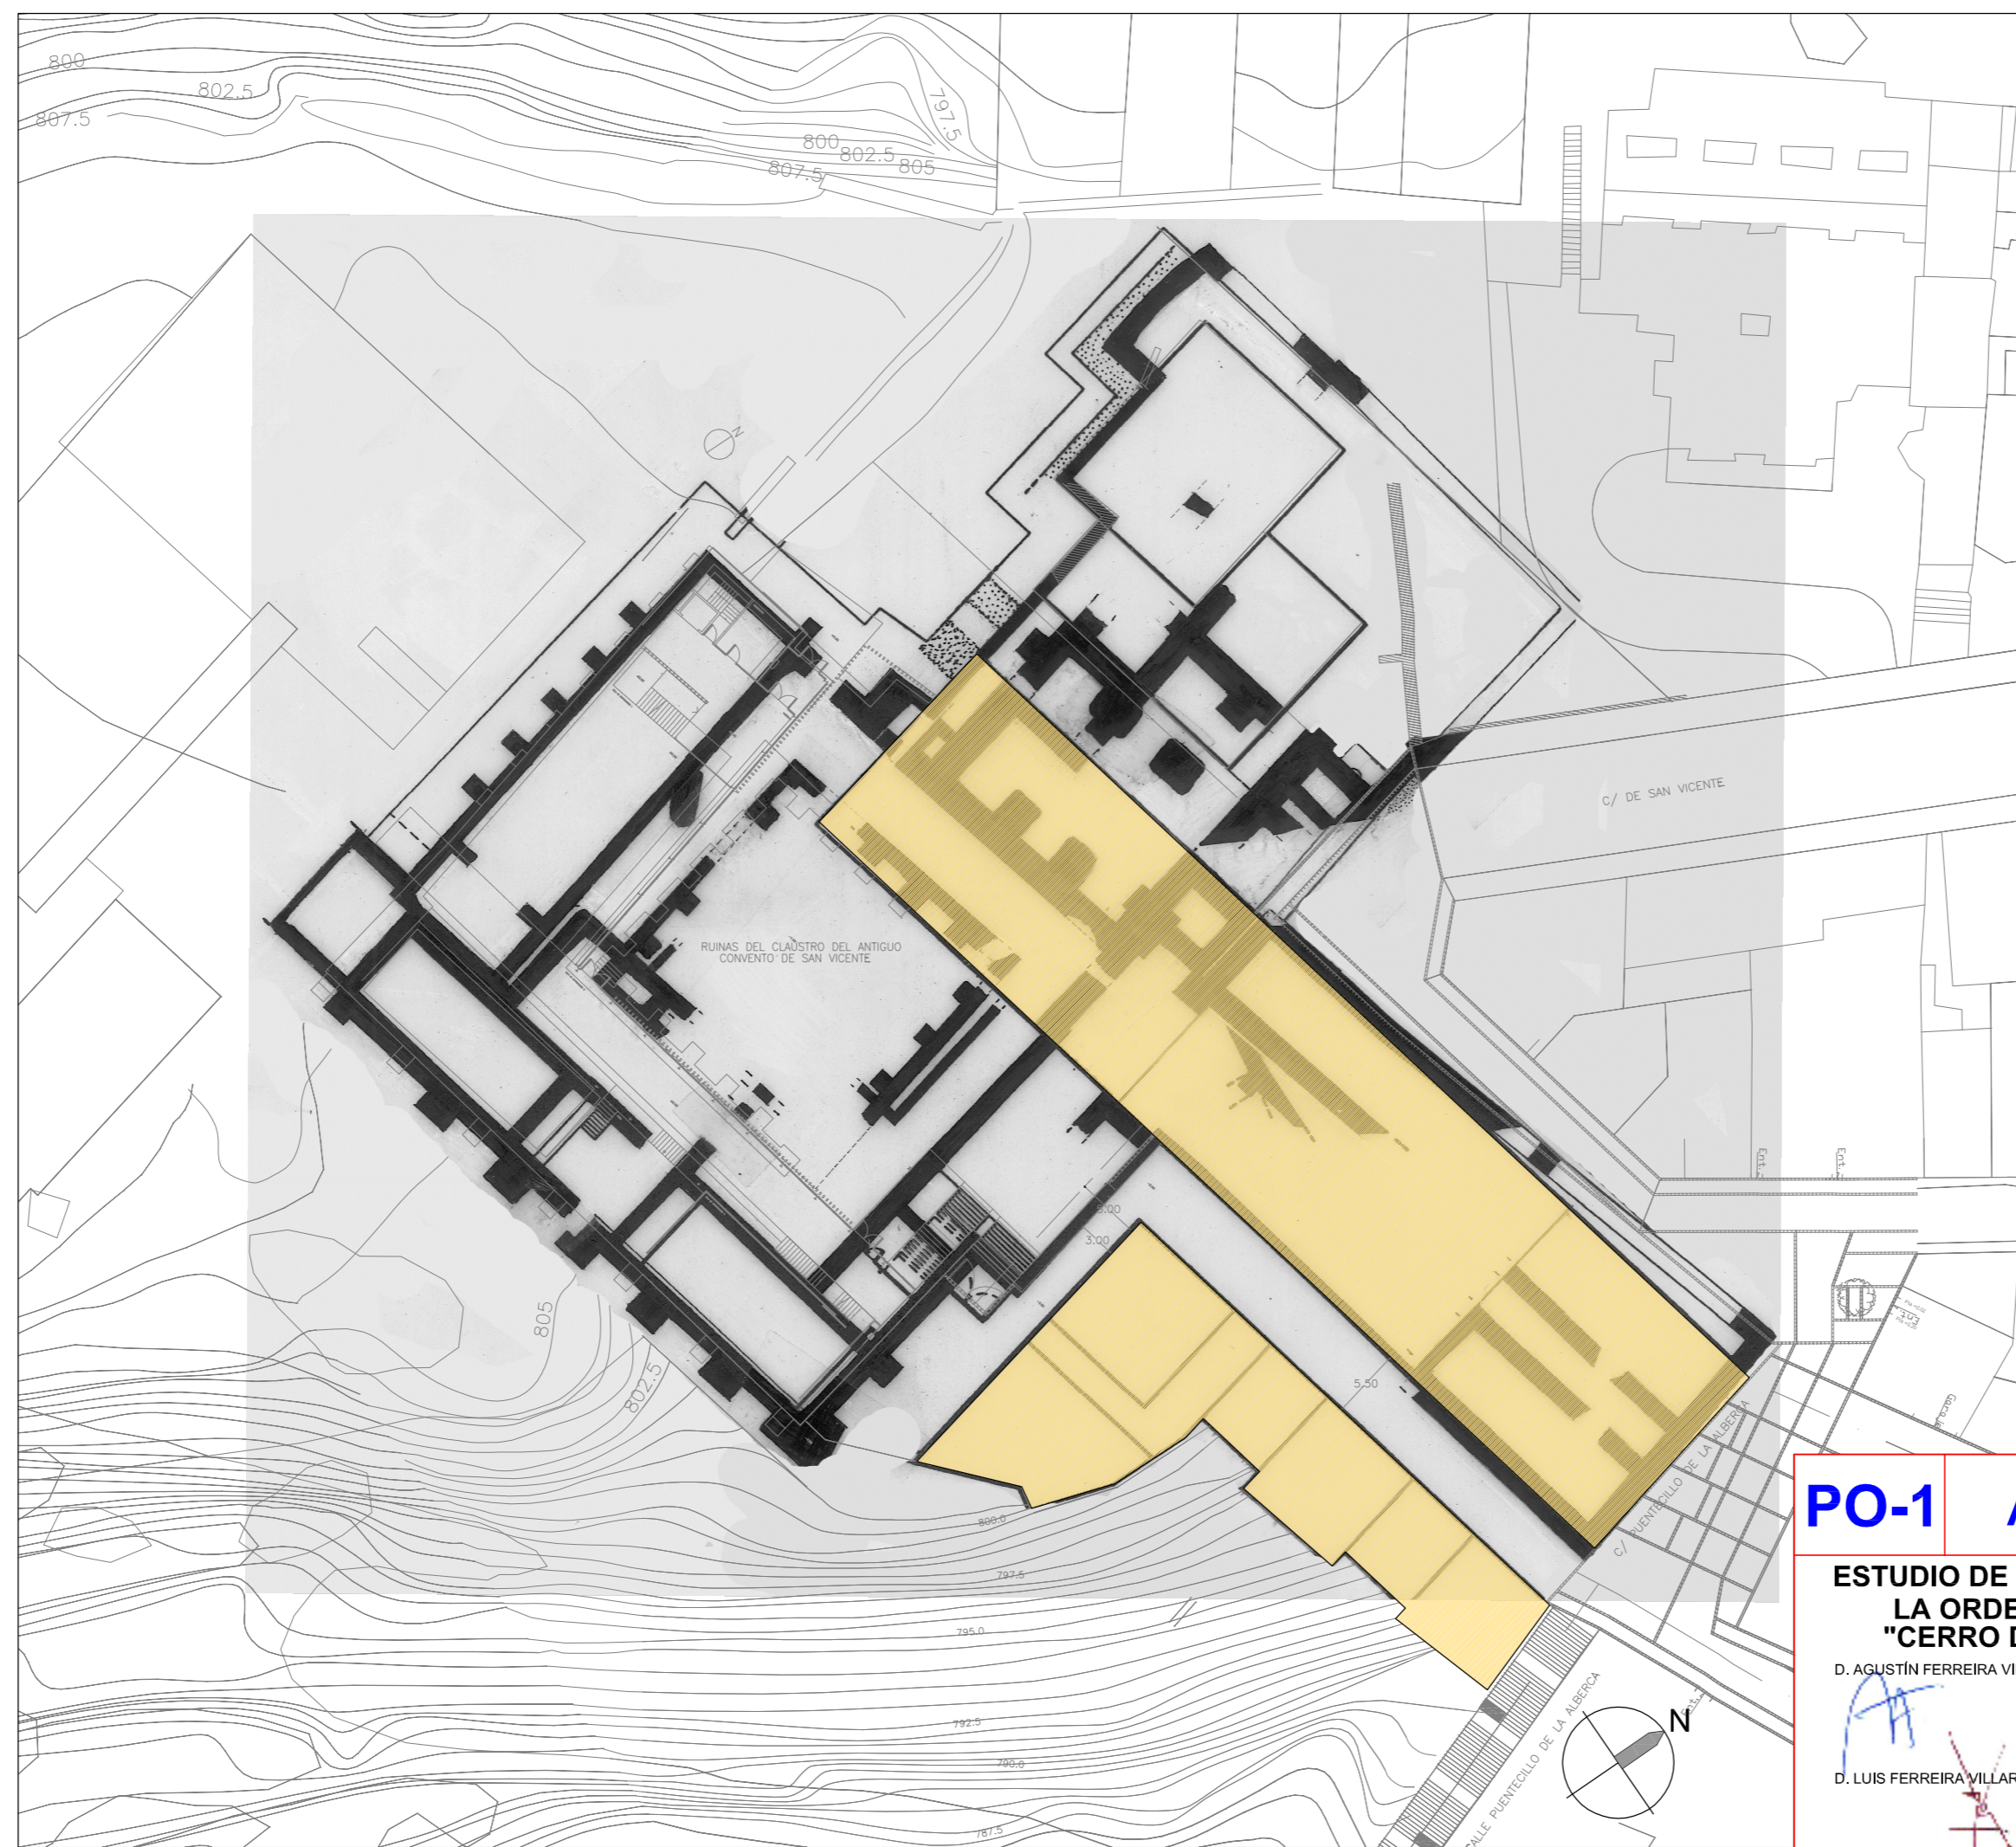 800
802.5
807.5
797.5
800
802.5
805
807.5
N
C/ DE SAN VICENTE
RUINAS DEL CLAÚSTRO DEL ANTIGUO
CONVENTO DE SAN VICENTE
Ent.
Ent.
3.00
3.00
805
802.5
5.50
C/ PUENTECILLO DE LA ALBERCA
800.0
797.5
795.0
792.5
790.0
787.5
CALLE PUENTECILLO DE LA ALBERCA
N
PO-1
ESTUDIO DE
LA ORDE
"CERRO D
D. AGUSTÍN FERREIRA VI
D. LUIS FERREIRA VILLAR